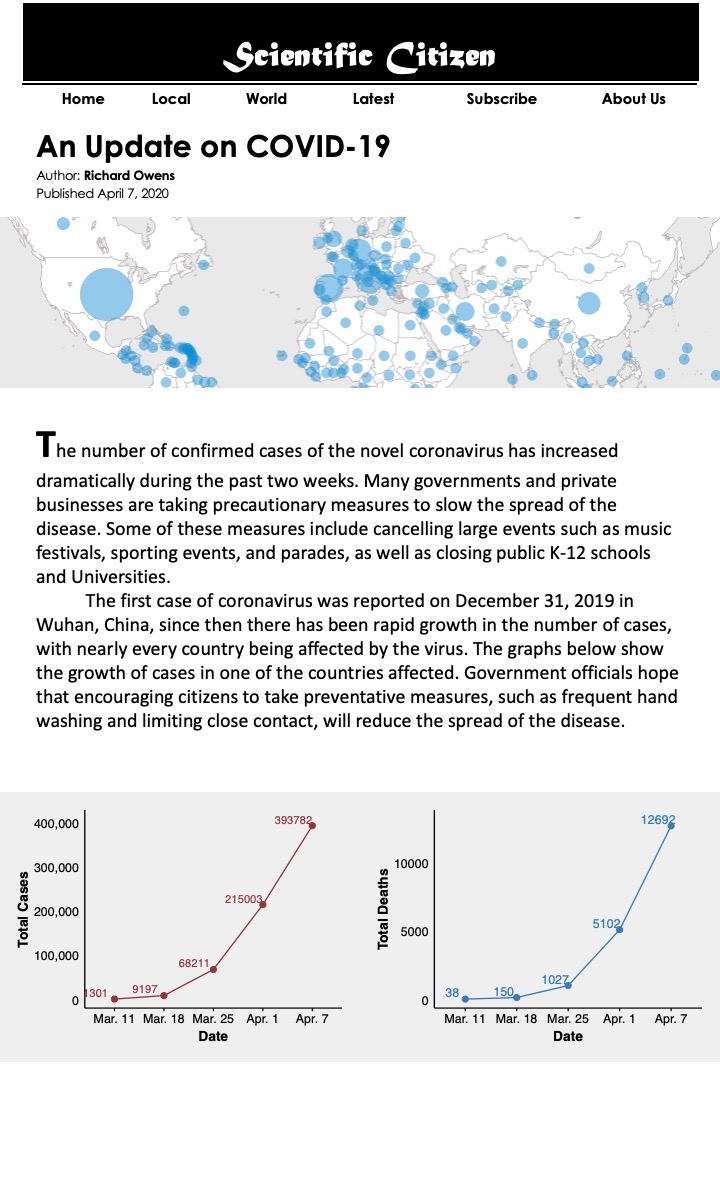 Scientific Citizen
Home Local World Latest Subscribe About Us
An Update on COVID-19
Author: Richard Owens
Published April 7, 2020
The number of confirmed cases of the novel coronavirus has increased
dramatically during the past two weeks. Many governments and private
businesses are taking precautionary measures to slow the spread of the
disease. Some of these measures include cancelling large events such as music
festivals, sporting events, and parades, as well as closing public K-12 schools
and Universities.
The first case of coronavirus was reported on December 31, 2019 in
Wuhan, China, since then there has been rapid growth in the number of cases,
with nearly every country being affected by the virus. The graphs below show
the growth of cases in one of the countries affected. Government officials hope
that encouraging citizens to take preventative measures, such as frequent hand
washing and limiting close contact, will reduce the spread of the disease.
Total Cases
400,000
300,000
200,000
100,000
0
1301
9197
68211
215003
393782
Mar. 11 Mar. 18 Mar. 25 Apr. 1 Apr. 7
Date
Total Deaths
10000
5000
0
38
150
1027
5102
12692
Mar. 11 Mar. 18 Mar. 25 Apr. 1 Apr. 7
Date